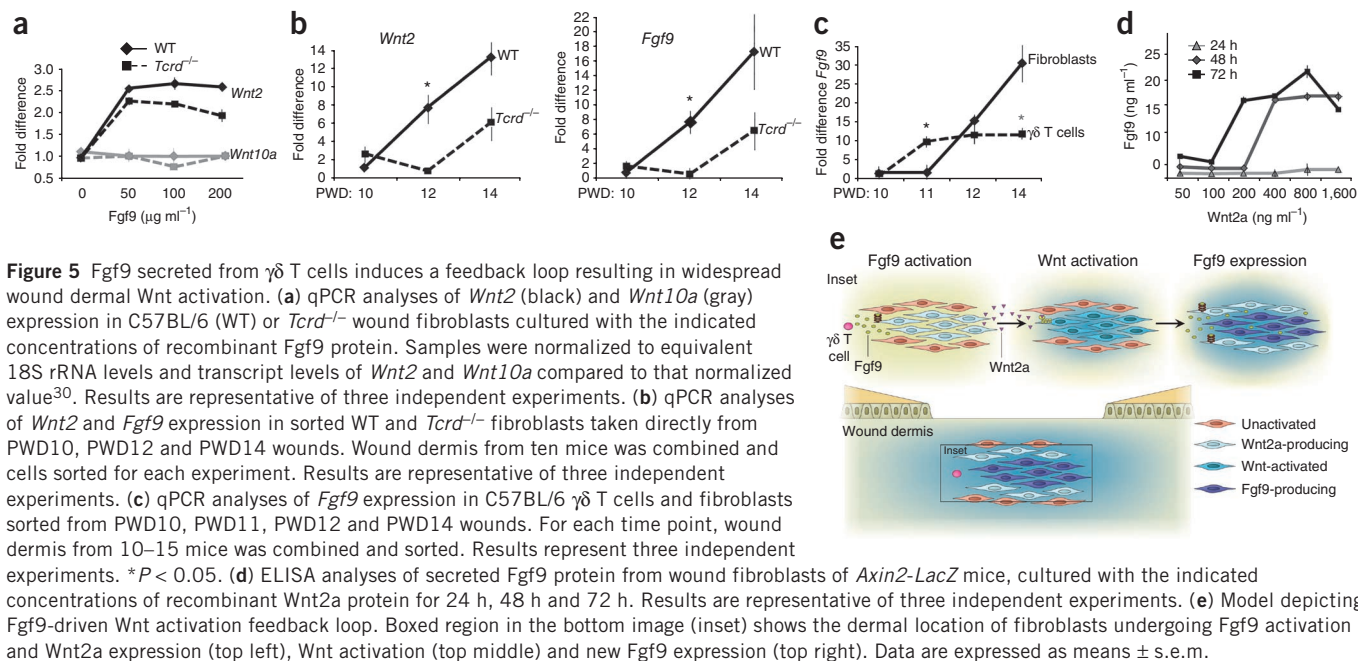 a
WT
Tcrd–/–
3.0
2.5
2.0
1.5
1.0
0.5
Fold difference
Wnt2
Wnt10a
0 50 100 200
Fgf9 (μg ml–1)
b
Wnt2
14
12
10
8
6
4
2
0
Fold difference
*
WT
Tcrd–/–
PWD: 10 12 14
Fgf9
22
18
16
14
12
10
8
6
4
2
0
Fold difference
*
WT
Tcrd–/–
PWD: 10 12 14
c
35
30
25
20
15
10
5
0
Fold difference Fgf9
Fibroblasts
* *
γδ T cells
PWD: 10 11 12 14
d
24 h
48 h
72 h
25
20
15
10
5
0
Fgf9 (ng ml–1)
50 100 200 400 800 1,600
Wnt2a (ng ml–1)
e
Fgf9 activation Wnt activation Fgf9 expression
Inset
γδ T
cell
Fgf9
Wnt2a
Wound dermis
Inset
Unactivated
Wnt2a-producing
Wnt-activated
Fgf9-producing
Figure 5 Fgf9 secreted from γδ T cells induces a feedback loop resulting in widespread
wound dermal Wnt activation. (a) qPCR analyses of Wnt2 (black) and Wnt10a (gray)
expression in C57BL/6 (WT) or Tcrd–/– wound fibroblasts cultured with the indicated
concentrations of recombinant Fgf9 protein. Samples were normalized to equivalent
18S rRNA levels and transcript levels of Wnt2 and Wnt10a compared to that normalized
value30. Results are representative of three independent experiments. (b) qPCR analyses
of Wnt2 and Fgf9 expression in sorted WT and Tcrd–/– fibroblasts taken directly from
PWD10, PWD12 and PWD14 wounds. Wound dermis from ten mice was combined and
cells sorted for each experiment. Results are representative of three independent
experiments. (c) qPCR analyses of Fgf9 expression in C57BL/6 γδ T cells and fibroblasts
sorted from PWD10, PWD11, PWD12 and PWD14 wounds. For each time point, wound
dermis from 10–15 mice was combined and sorted. Results represent three independent
experiments. *P < 0.05. (d) ELISA analyses of secreted Fgf9 protein from wound fibroblasts of Axin2-LacZ mice, cultured with the indicated
concentrations of recombinant Wnt2a protein for 24 h, 48 h and 72 h. Results are representative of three independent experiments. (e) Model depicting
Fgf9-driven Wnt activation feedback loop. Boxed region in the bottom image (inset) shows the dermal location of fibroblasts undergoing Fgf9 activation
and Wnt2a expression (top left), Wnt activation (top middle) and new Fgf9 expression (top right). Data are expressed as means ± s.e.m.